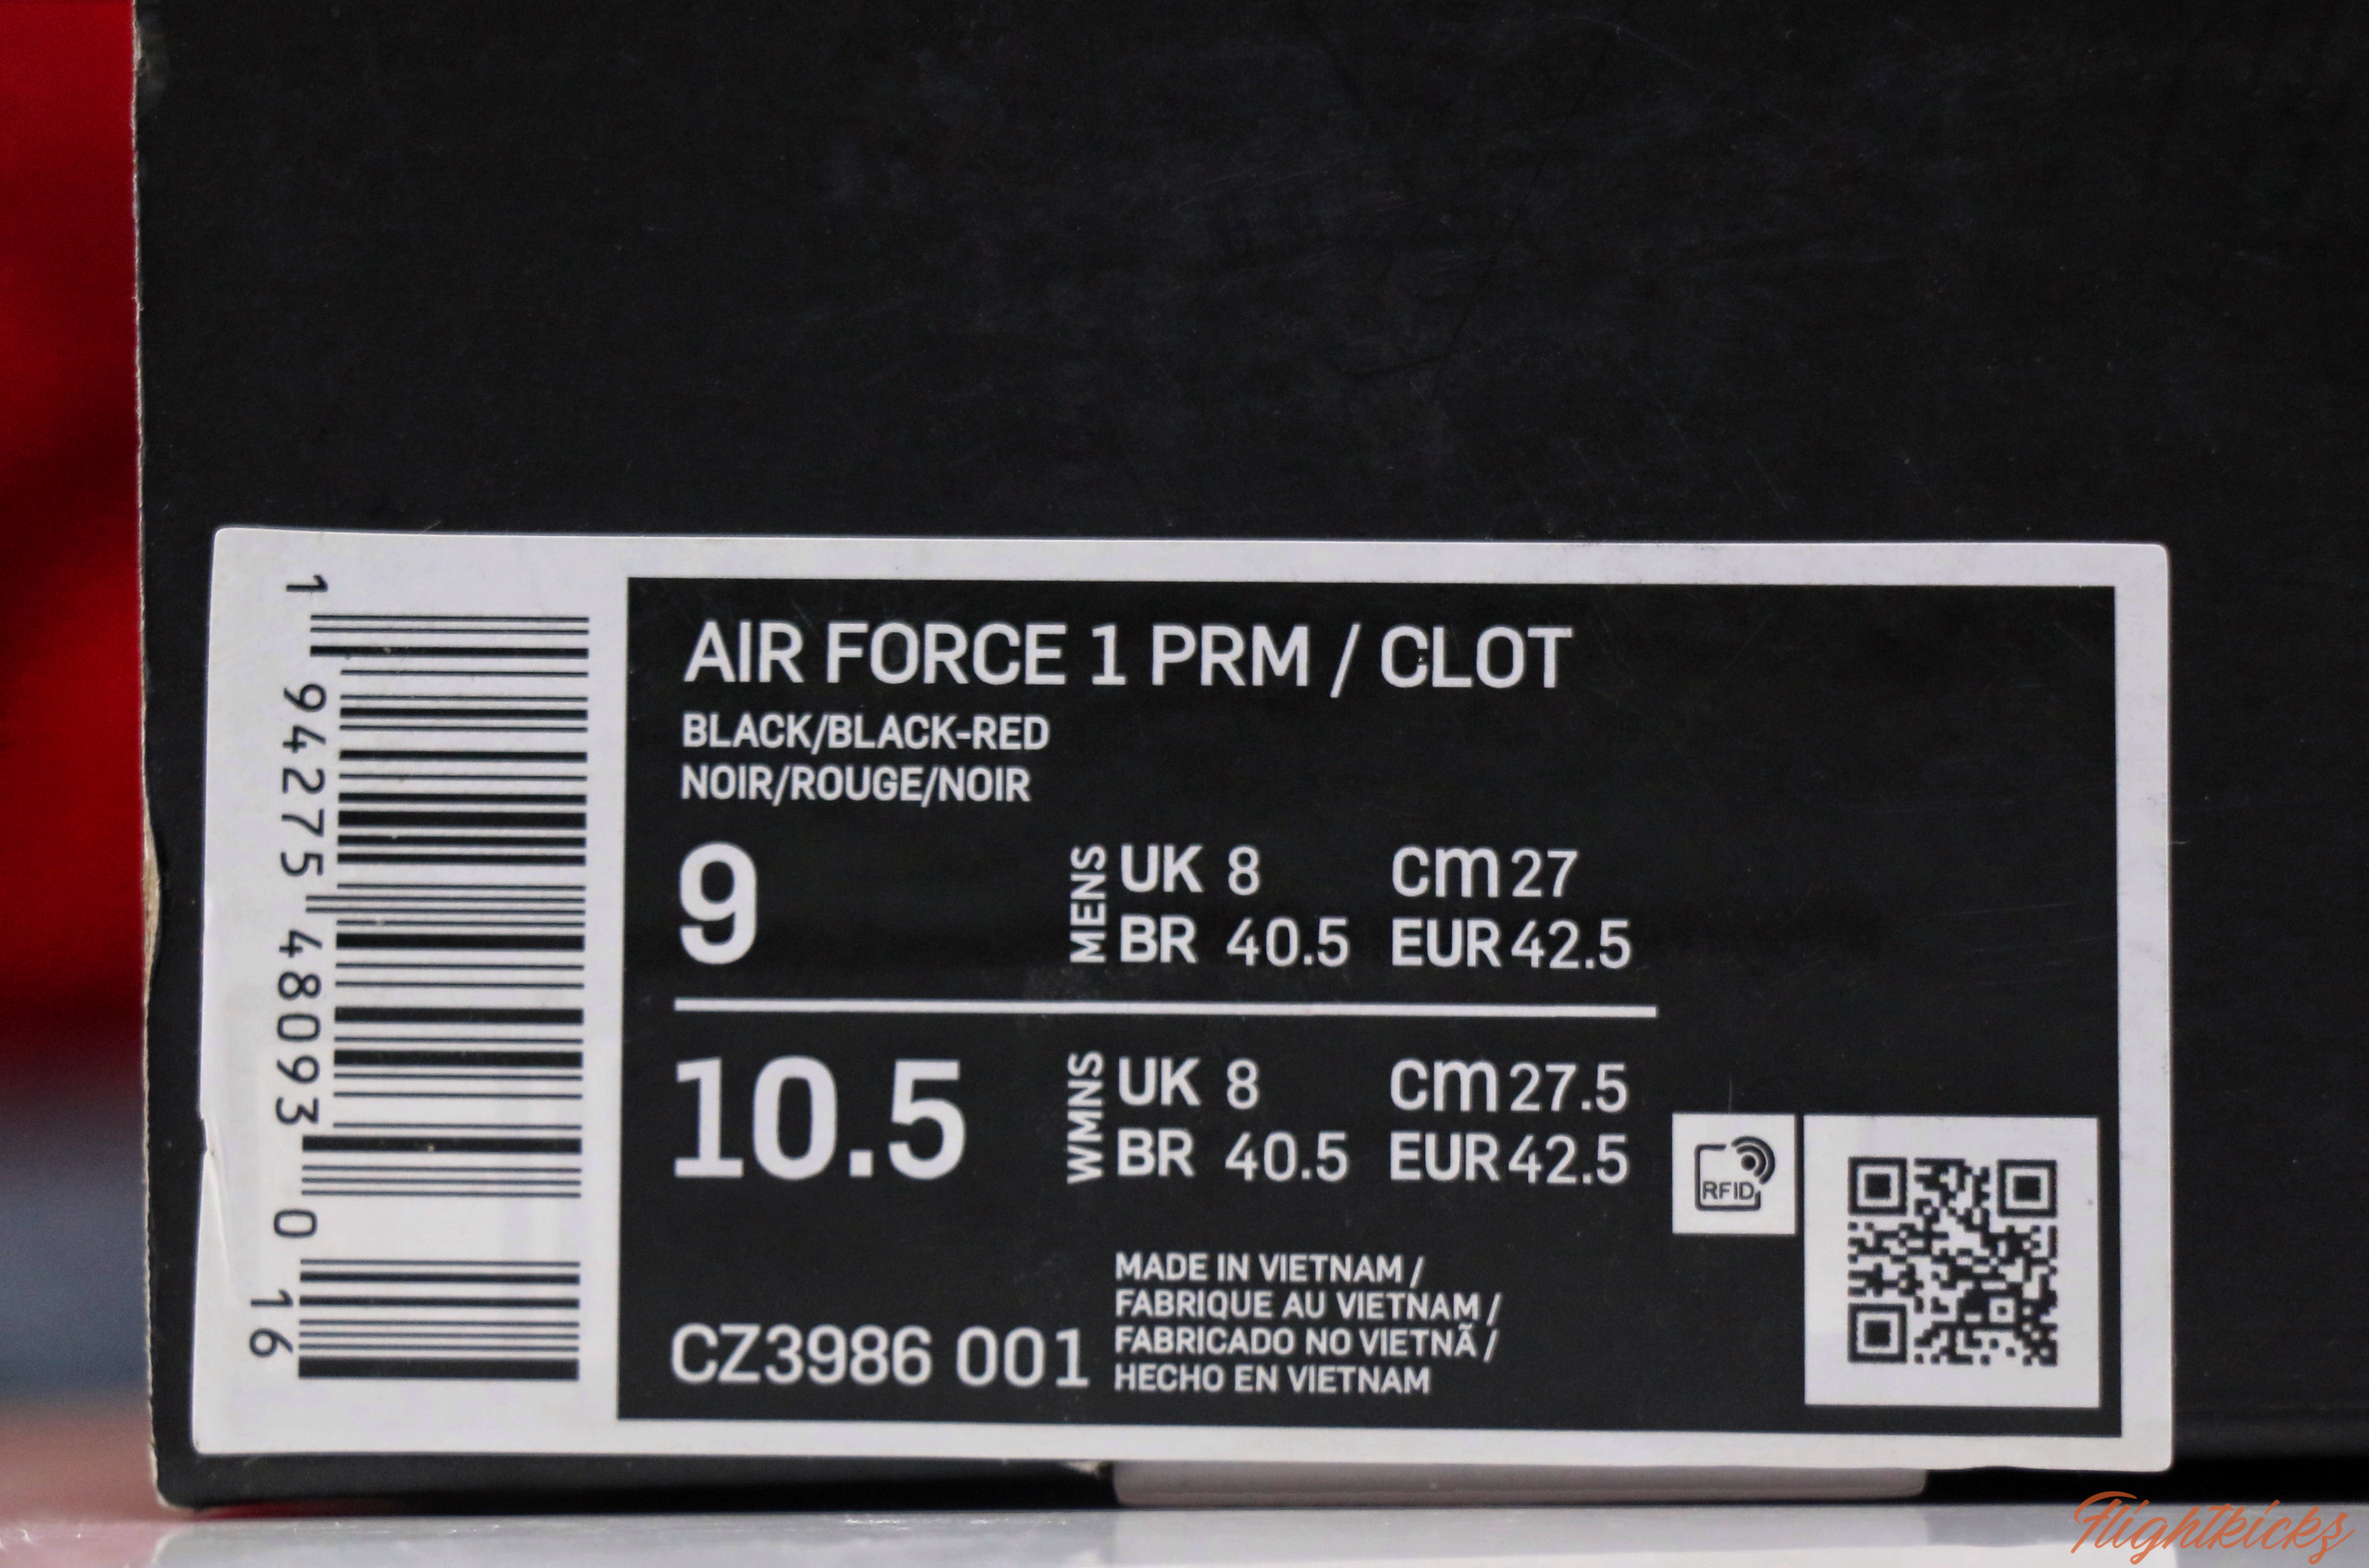 1 94275 48093 0 16
AIR FORCE 1 PRM / CLOT
BLACK/BLACK-RED
NOIR/ROUGE/NOIR
9
MENS
UK 8 cm 27
BR 40.5 EUR 42.5
10.5
WMNS
UK 8 cm 27.5
BR 40.5 EUR 42.5
RFID
CZ3986 001
MADE IN VIETNAM /
FABRIQUE AU VIETNAM /
FABRICADO NO VIETNÃ /
HECHO EN VIETNAM
Flightkicks